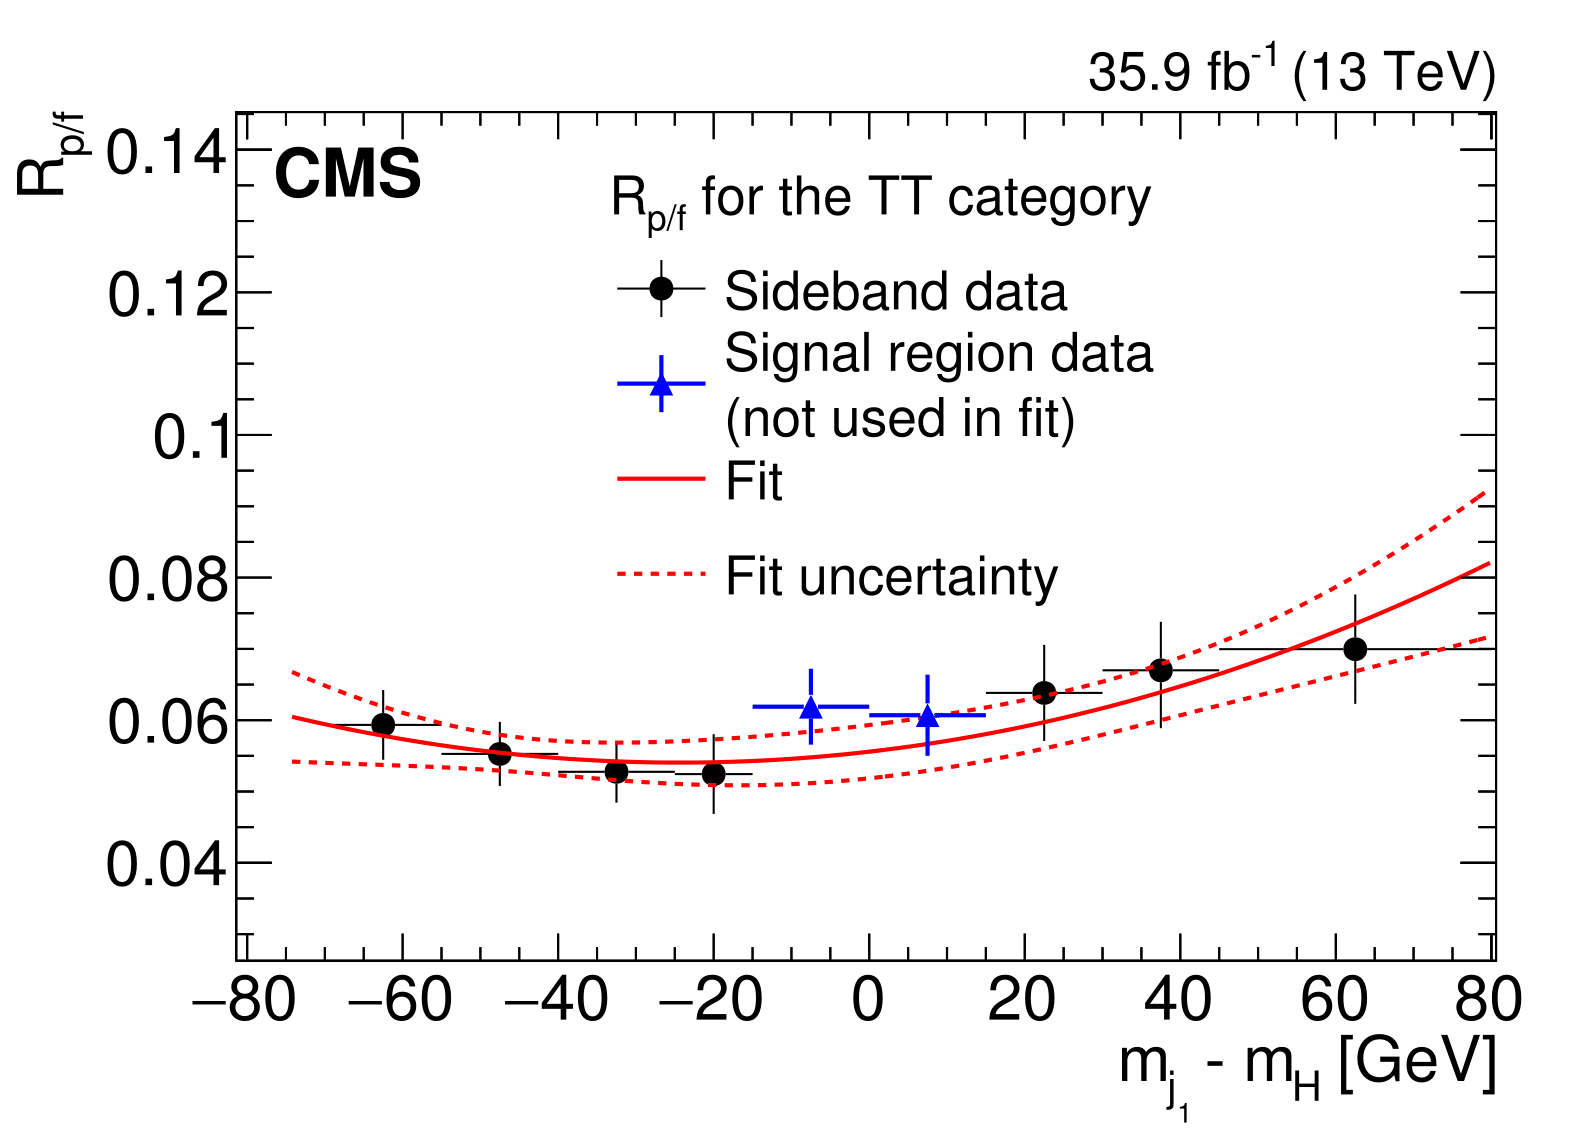 35.9 fb-1 (13 TeV)
Rp/f
CMS
Rp/f for the TT category
Sideband data
Signal region data
(not used in fit)
Fit
Fit uncertainty
0.14
0.12
0.1
0.08
0.06
0.04
−80 −60 −40 −20 0 20 40 60 80
mj1 - mH [GeV]